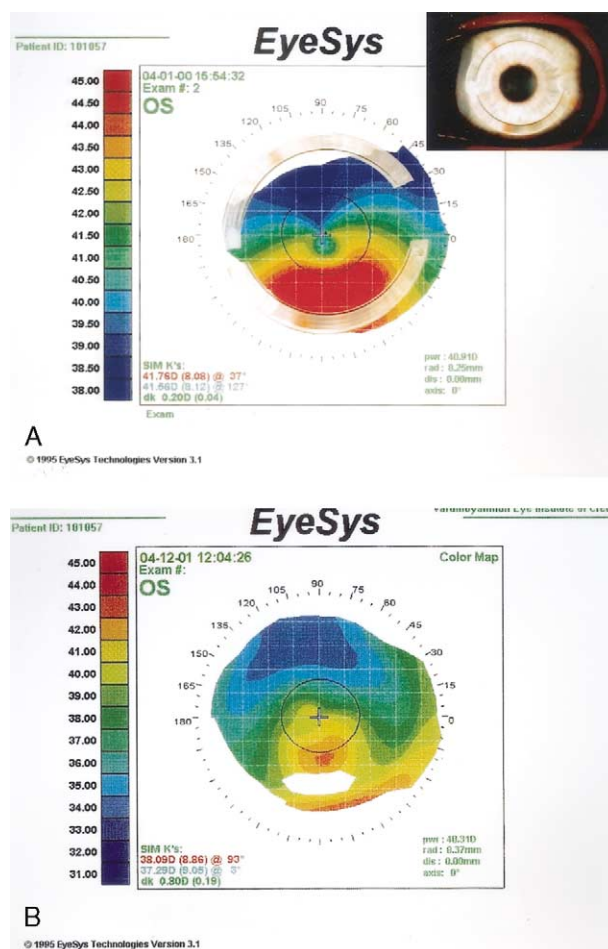 Patient ID: 101057
EyeSys
04-01-00 15:54:32
Exam #: 2
OS
45.00
44.50
44.00
43.50
43.00
42.50
42.00
41.50
41.00
40.50
40.00
39.50
39.00
38.50
38.00
90
105
75
120
60
135
45
150
30
165
15
180
0
SIM K's:
41.76D (8.08) @ 37°
41.56D (8.12) @ 127°
dk 0.20D (0.04)
pwr : 40.91D
rad : 8.25mm
dis : 0.00mm
axis: 0°
Exam
A
© 1995 EyeSys Technologies Version 3.1
Patient ID: 101057
EyeSys
04-12-01 12:04:26
Color Map
Exam #:
OS
45.00
44.00
43.00
42.00
41.00
40.00
39.00
38.00
37.00
36.00
35.00
34.00
33.00
32.00
31.00
90
105
75
120
60
135
45
150
30
165
15
180
0
SIM K's:
38.09D (8.86) @ 93°
37.29D (9.05) @ 3°
dk 0.80D (0.19)
pwr : 40.31D
rad : 8.37mm
dis : 0.00mm
axis: 0°
B
© 1995 EyeSys Technologies Version 3.1